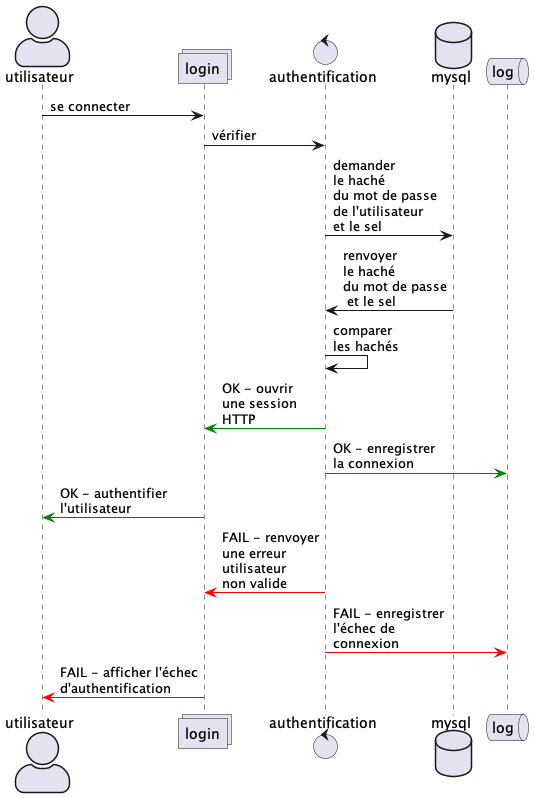 utilisateur
login
authentification
mysql
log
se connecter
vérifier
demander
le haché
du mot de passe
de l'utilisateur
et le sel
renvoyer
le haché
du mot de passe
et le sel
comparer
les hachés
OK - ouvrir
une session
HTTP
OK - enregistrer
la connexion
OK - authentifier
l'utilisateur
FAIL - renvoyer
une erreur
utilisateur
non valide
FAIL - enregistrer
l'échec de
connexion
FAIL - afficher l'échec
d'authentification
utilisateur
login
authentification
mysql
log